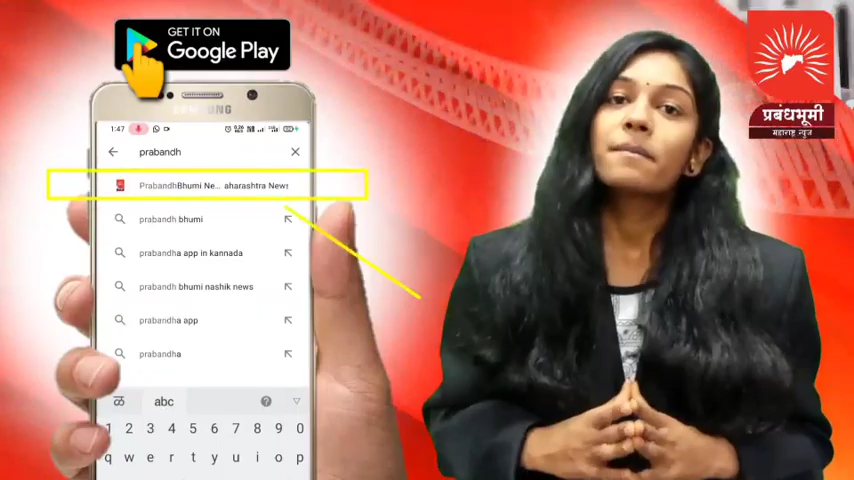 GET IT ON
Google Play
SAMSUNG
1:47
prabandh
PrabandhBhumi Ne... aharashtra News
prabandh bhumi
prabandha app in kannada
prabandh bhumi nashik news
prabandha app
prabandha
ळ abc ?
1 2 3 4 5 6 7 8 9 0
q w e r t y u i o p
प्रबंधभूमी
महाराष्ट्र न्युज